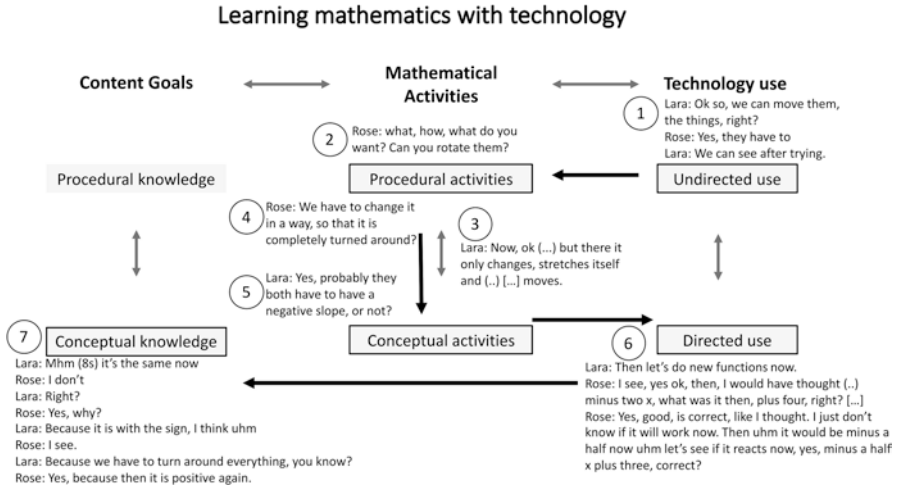 Learning mathematics with technology
Content Goals
Mathematical
Activities
Technology use
1
Lara: Ok so, we can move them,
the things, right?
Rose: Yes, they have to
Lara: We can see after trying.
2
Rose: what, how, what do you
want? Can you rotate them?
Procedural knowledge
Procedural activities
Undirected use
4
Rose: We have to change it
in a way, so that it is
completely turned around?
3
Lara: Now, ok (...) but there it
only changes, stretches itself
and (..) [...] moves.
5
Lara: Yes, probably they
both have to have a
negative slope, or not?
7
Conceptual knowledge
Conceptual activities
Directed use
6
Lara: Mhm (8s) it's the same now
Rose: I don't
Lara: Right?
Rose: Yes, why?
Lara: Because it is with the sign, I think uhm
Rose: I see.
Lara: Because we have to turn around everything, you know?
Rose: Yes, because then it is positive again.
Lara: Then let's do new functions now.
Rose: I see, yes ok, then, I would have thought (..)
minus two x, what was it then, plus four, right? [...]
Rose: Yes, good, is correct, like I thought. I just don't
know if it will work now. Then uhm it would be minus a
half now uhm let's see if it reacts now, yes, minus a half
x plus three, correct?